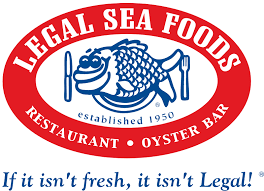 LEGAL SEA FOODS
established 1950
RESTAURANT • OYSTER BAR
If it isn't fresh, it isn't Legal! ®